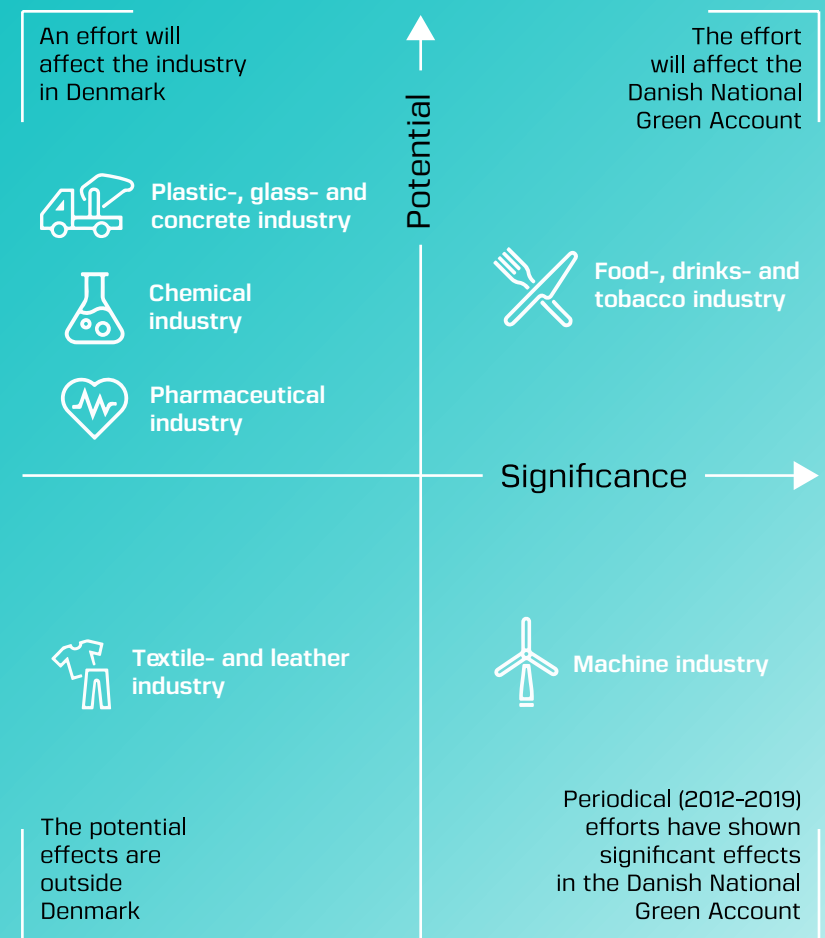 An effort will
affect the industry
in Denmark
Potential
The effort
will affect the
Danish National
Green Account
Plastic-, glass- and
concrete industry
Chemical
industry
Pharmaceutical
industry
Food-, drinks- and
tobacco industry
Significance
Textile- and leather
industry
Machine industry
The potential
effects are
outside
Denmark
Periodical (2012-2019)
efforts have shown
significant effects
in the Danish National
Green Account